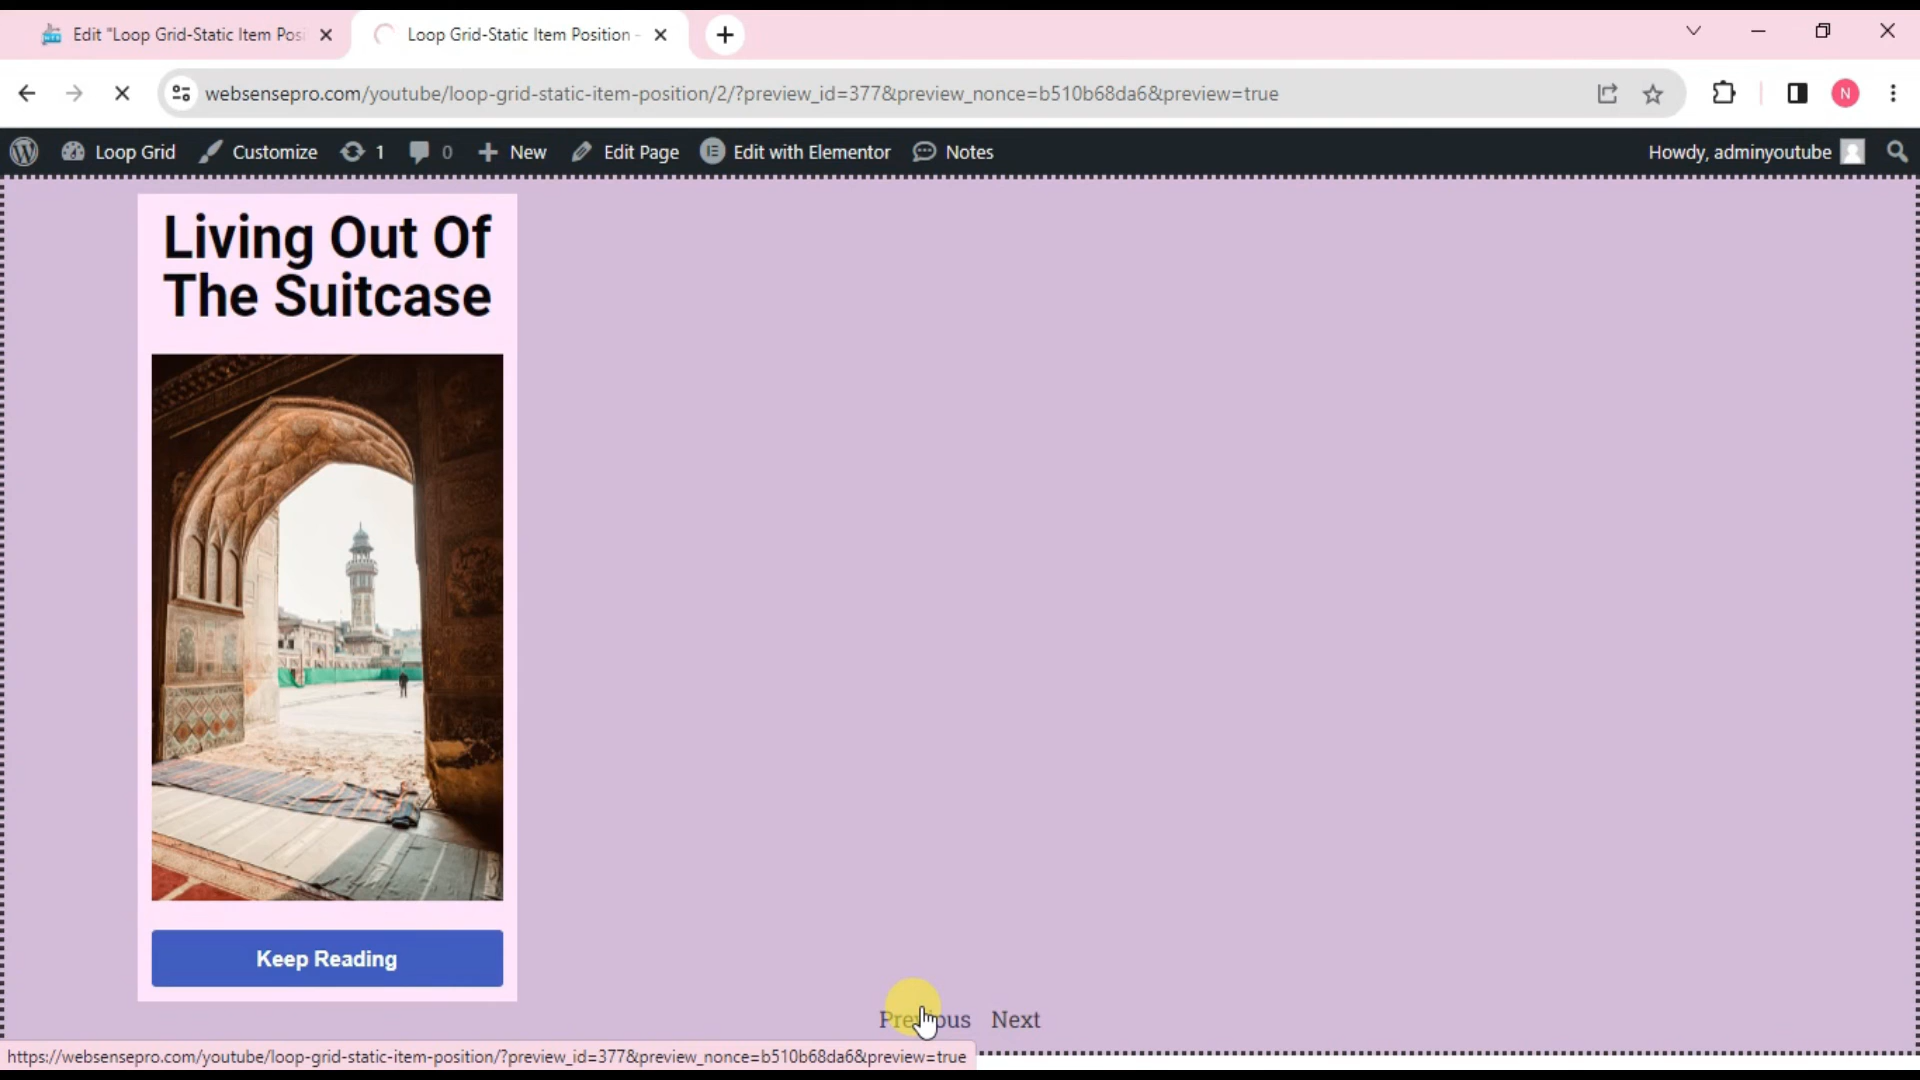 Edit "Loop Grid-Static Item Pos
Loop Grid-Static Item Position -
websensepro.com/youtube/loop-grid-static-item-position/2/?preview_id=377&preview_nonce=b510b68da6&preview=true
N
Loop Grid
Customize
1
0
New
Edit Page
Edit with Elementor
Notes
Howdy, adminyoutube
Living Out Of
The Suitcase
Keep Reading
Previous Next
https://websensepro.com/youtube/loop-grid-static-item-position/?preview_id=377&preview_nonce=b510b68da6&preview=true